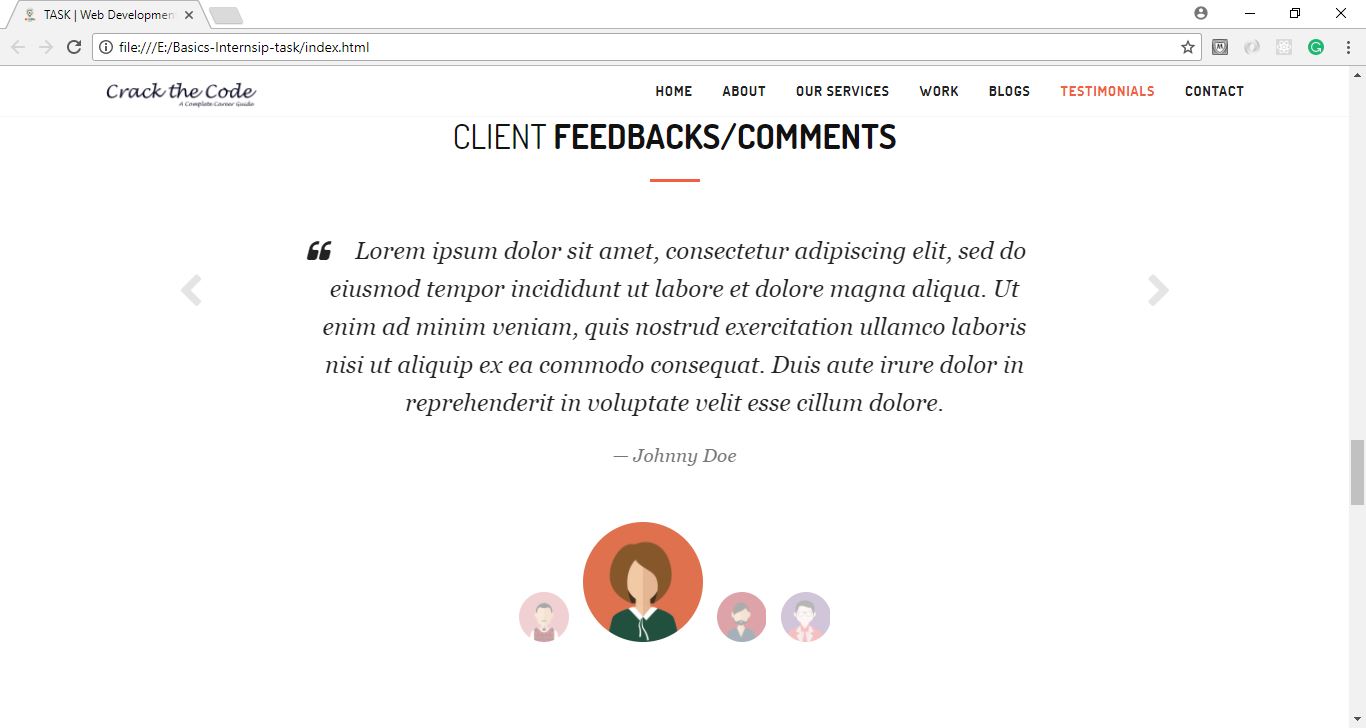 TASK | Web Developmen
file:///E:/Basics-Internsip-task/index.html
Crack the Code
A Complete Career Guide
HOME ABOUT OUR SERVICES WORK BLOGS TESTIMONIALS CONTACT
CLIENT FEEDBACKS/COMMENTS
“ Lorem ipsum dolor sit amet, consectetur adipiscing elit, sed do
eiusmod tempor incididunt ut labore et dolore magna aliqua. Ut
enim ad minim veniam, quis nostrud exercitation ullamco laboris
nisi ut aliquip ex ea commodo consequat. Duis aute irure dolor in
reprehenderit in voluptate velit esse cillum dolore.
— Johnny Doe